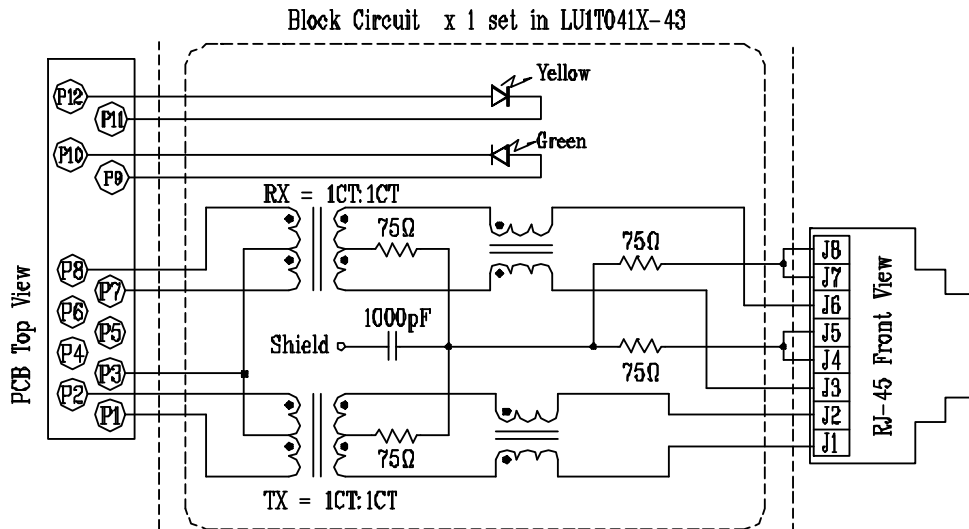 Block Circuit x 1 set in LU1T041X-43
P12
Yellow
P11
P10
Green
P9
RX = 1CT:1CT
75Ω
75Ω
J8
P8
J7
P7
J6
P6
1000pF
P5
Shield
J5
P4
J4
P3
75Ω
J3
P2
J2
P1
J1
75Ω
TX = 1CT:1CT
PCB Top View
RJ-45 Front View